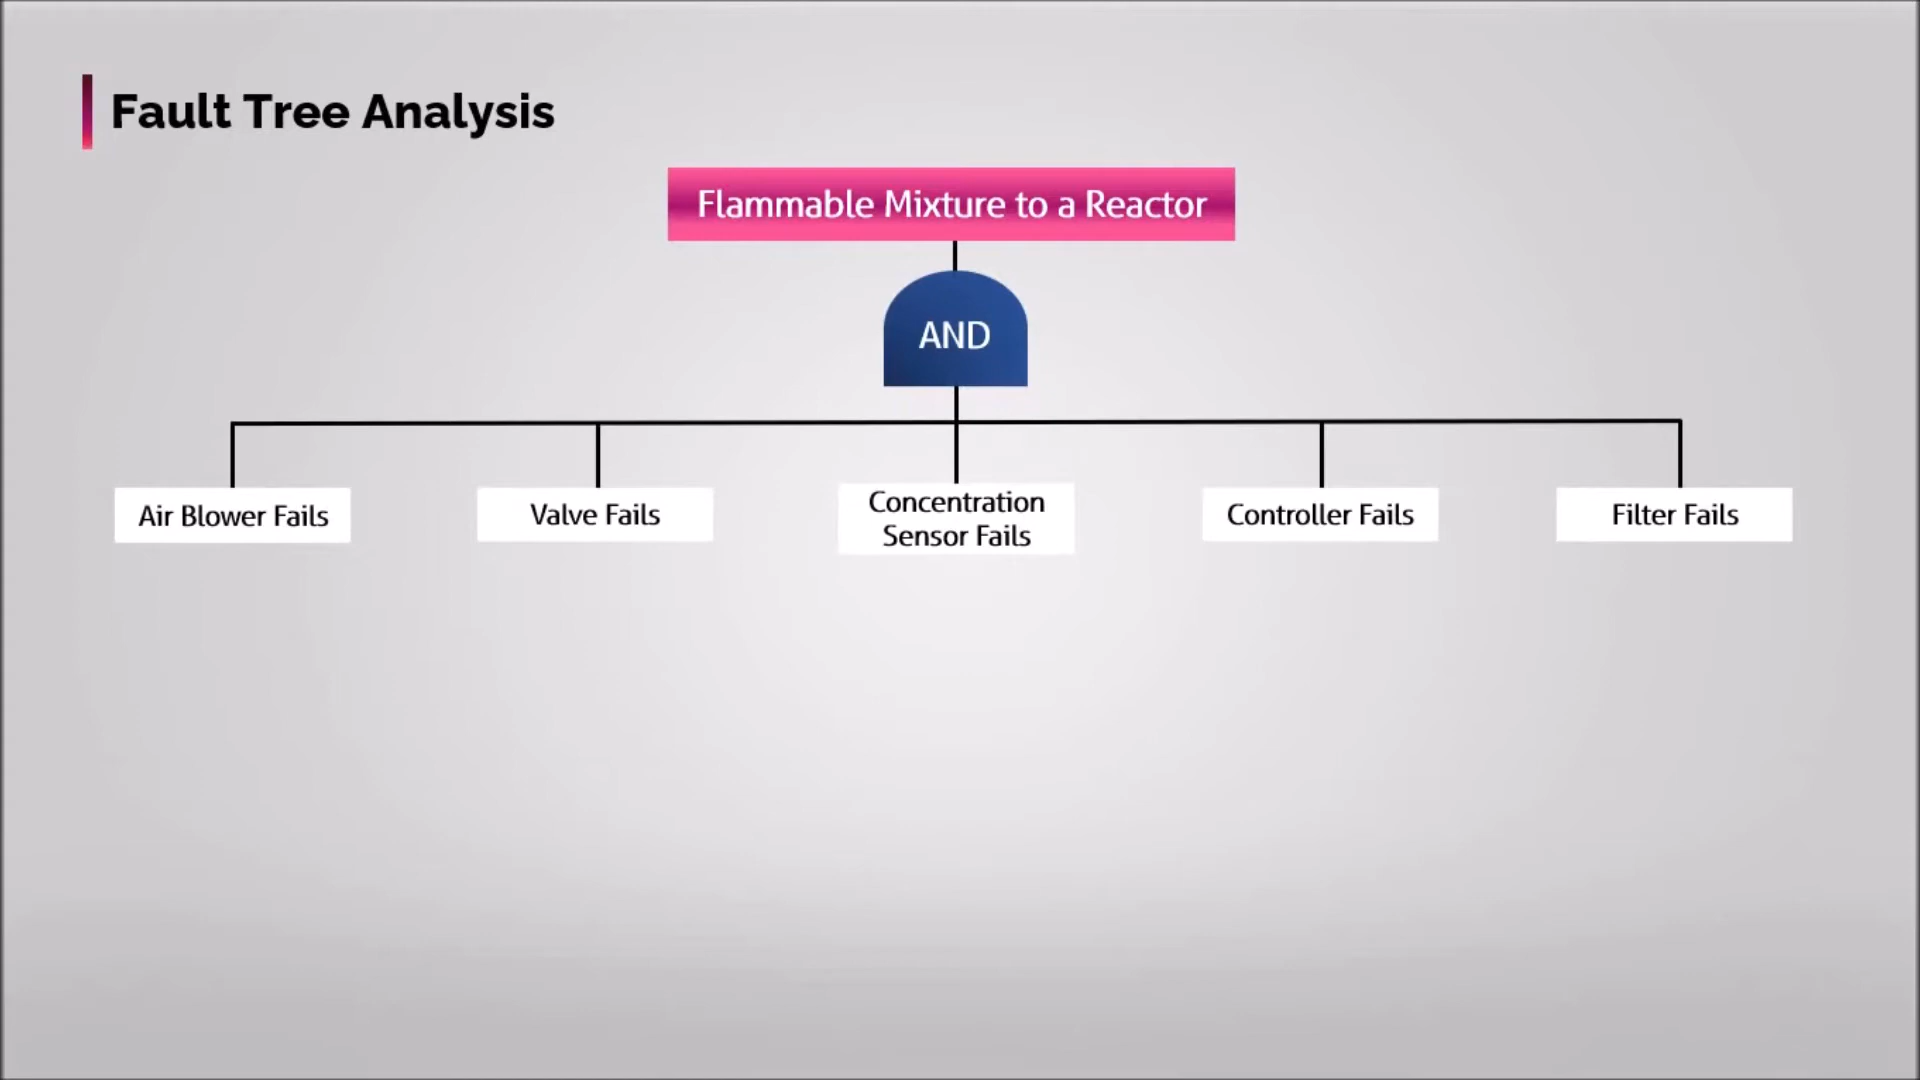 Fault Tree Analysis
Flammable Mixture to a Reactor
AND
Air Blower Fails
Valve Fails
Concentration
Sensor Fails
Controller Fails
Filter Fails